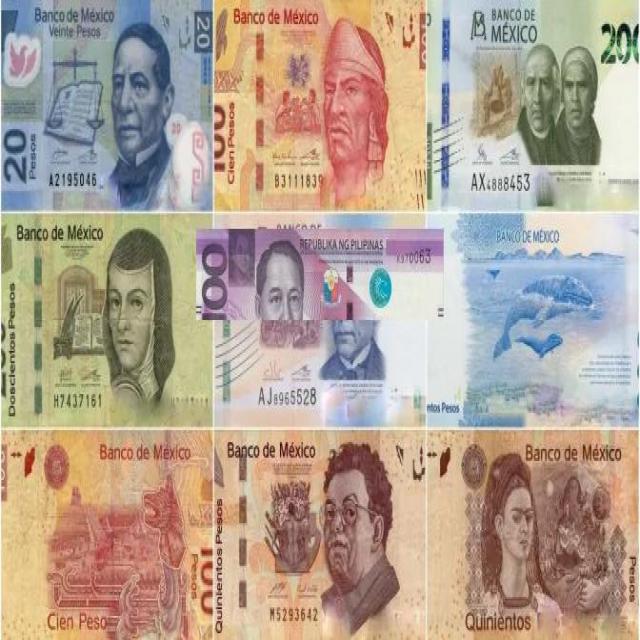 Banco de México
Veinte Pesos
20
20
Pesos
A2195046
Banco de México
100
Cien Pesos
B3111839
BANCO DE
MÉXICO
200
AX4888453
Banco de México
Doscientos Pesos
H7437161
BANCO DE
REPUBLIKA NG PILIPINAS
100
AJ8965528
BANCO DE MÉXICO
ntos Pesos
Banco de México
100
Pesos
Cien Peso
Banco de México
Quinientos Pesos
M5293642
Banco de México
Pesos
Quinientos